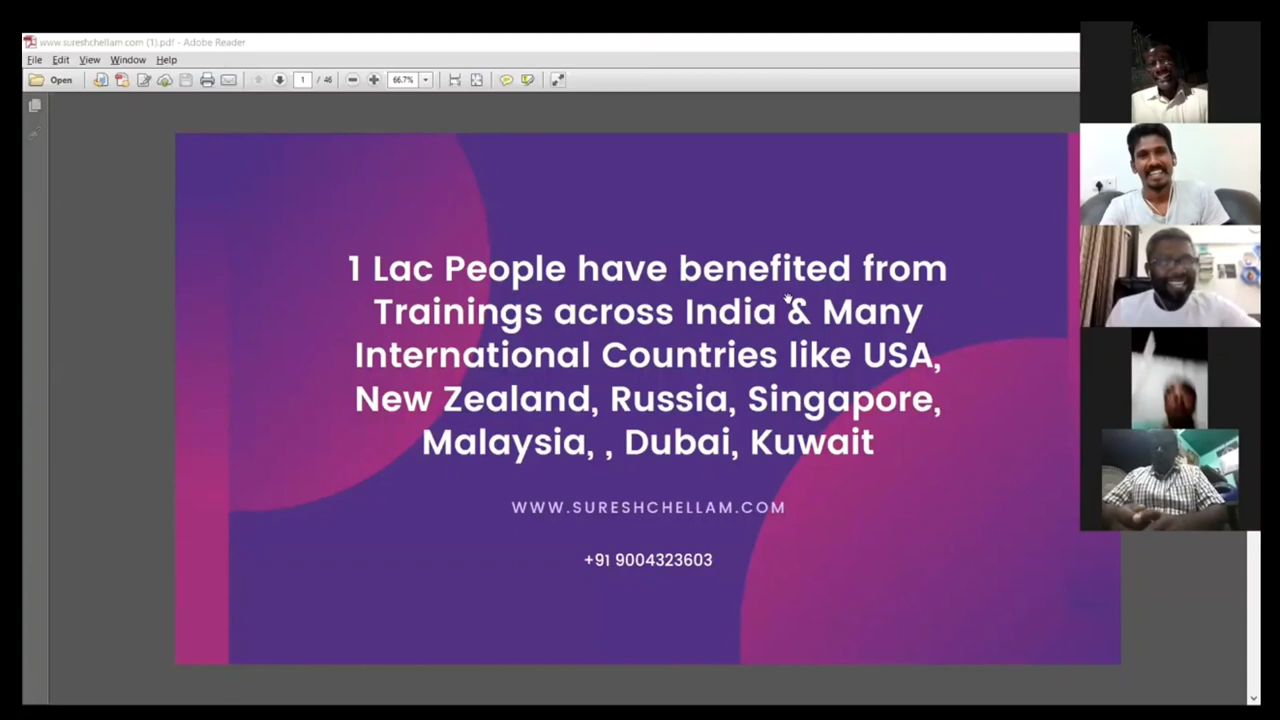 www.sureshchellam.com (1).pdf - Adobe Reader
File Edit View Window Help
Open 1 / 46 66.7%
1 Lac People have benefited from
Trainings across India & Many
International Countries like USA,
New Zealand, Russia, Singapore,
Malaysia, , Dubai, Kuwait
WWW.SURESHCHELLAM.COM
+91 9004323603